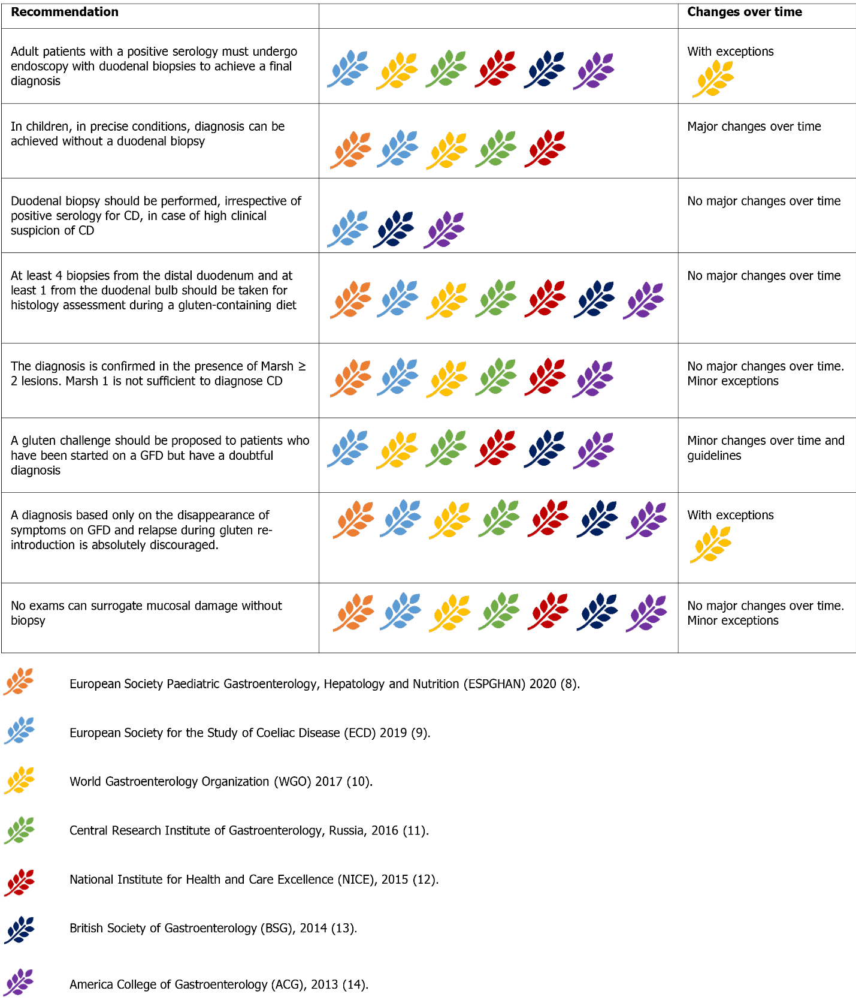 Recommendation
Changes over time
Adult patients with a positive serology must undergo
endoscopy with duodenal biopsies to achieve a final
diagnosis
With exceptions
In children, in precise conditions, diagnosis can be
achieved without a duodenal biopsy
Major changes over time
Duodenal biopsy should be performed, irrespective of
positive serology for CD, in case of high clinical
suspicion of CD
No major changes over time
At least 4 biopsies from the distal duodenum and at
least 1 from the duodenal bulb should be taken for
histology assessment during a gluten-containing diet
No major changes over time
The diagnosis is confirmed in the presence of Marsh ≥
2 lesions. Marsh 1 is not sufficient to diagnose CD
No major changes over time.
Minor exceptions
A gluten challenge should be proposed to patients who
have been started on a GFD but have a doubtful
diagnosis
Minor changes over time and
guidelines
A diagnosis based only on the disappearance of
symptoms on GFD and relapse during gluten re-
introduction is absolutely discouraged.
With exceptions
No exams can surrogate mucosal damage without
biopsy
No major changes over time.
Minor exceptions
European Society Paediatric Gastroenterology, Hepatology and Nutrition (ESPGHAN) 2020 (8).
European Society for the Study of Coeliac Disease (ECD) 2019 (9).
World Gastroenterology Organization (WGO) 2017 (10).
Central Research Institute of Gastroenterology, Russia, 2016 (11).
National Institute for Health and Care Excellence (NICE), 2015 (12).
British Society of Gastroenterology (BSG), 2014 (13).
America College of Gastroenterology (ACG), 2013 (14).